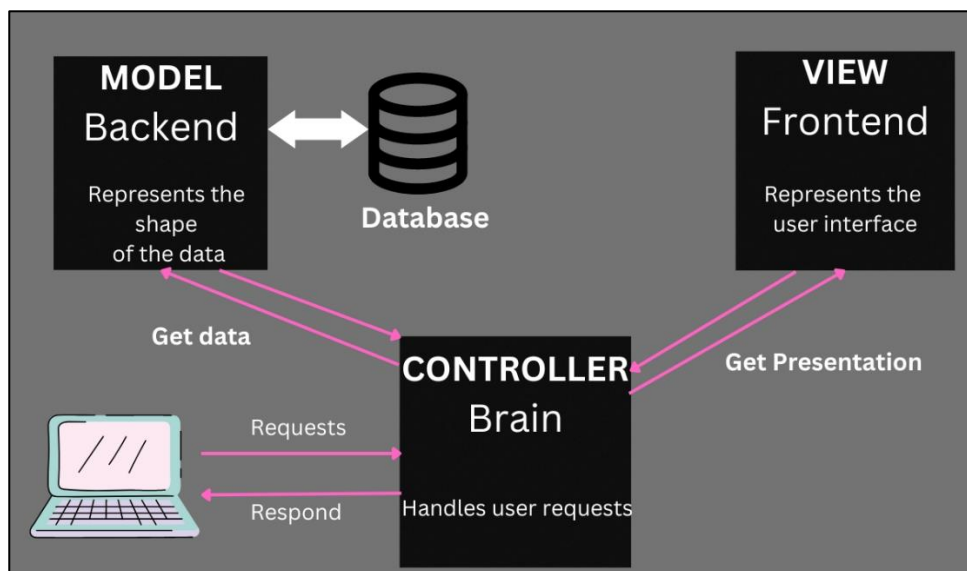 MODEL
Backend
Represents the
shape
of the data
Database
VIEW
Frontend
Represents the
user interface
Get data
Get Presentation
CONTROLLER
Brain
Handles user requests
Requests
Respond